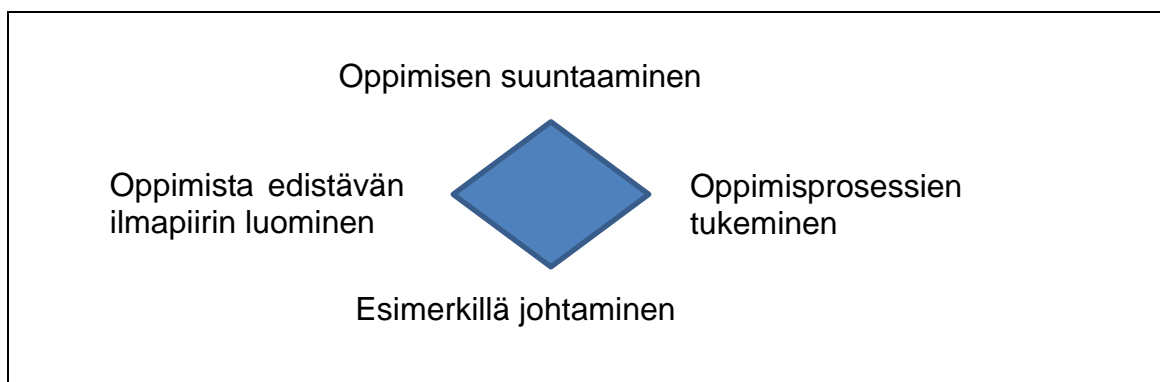 Oppimisen suuntaaminen
Oppimista edistävän
ilmapiirin luominen
Oppimisprosessien
tukeminen
Esimerkillä johtaminen